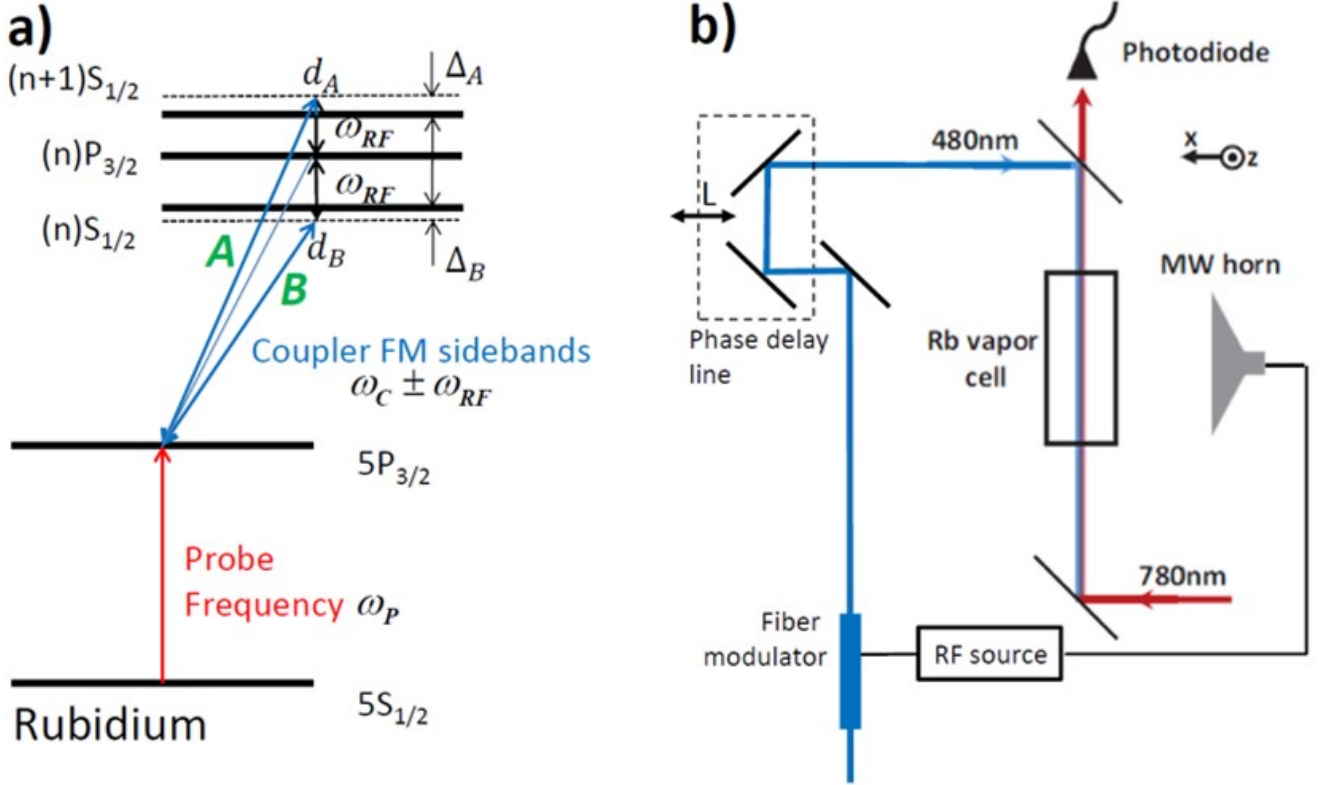 a)
(n+1)S1/2
dA
ΔA
ωRF
(n)P3/2
ωRF
(n)S1/2
dB
ΔB
A
B
Coupler FM sidebands
ωC ± ωRF
5P3/2
Probe
Frequency ωP
5S1/2
Rubidium
b)
Photodiode
480nm
x
z
L
MW horn
Phase delay
line
Rb vapor
cell
780nm
Fiber
modulator
RF source